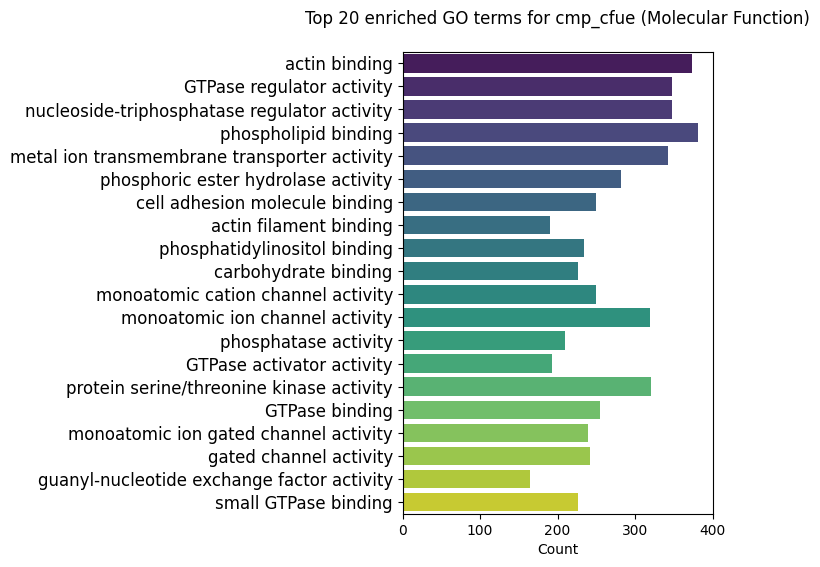 Top 20 enriched GO terms for cmp_cfue (Molecular Function)
actin binding
GTPase regulator activity
nucleoside-triphosphatase regulator activity
phospholipid binding
metal ion transmembrane transporter activity
phosphoric ester hydrolase activity
cell adhesion molecule binding
actin filament binding
phosphatidylinositol binding
carbohydrate binding
monoatomic cation channel activity
monoatomic ion channel activity
phosphatase activity
GTPase activator activity
protein serine/threonine kinase activity
GTPase binding
monoatomic ion gated channel activity
gated channel activity
guanyl-nucleotide exchange factor activity
small GTPase binding
0 100 200 300 400
Count